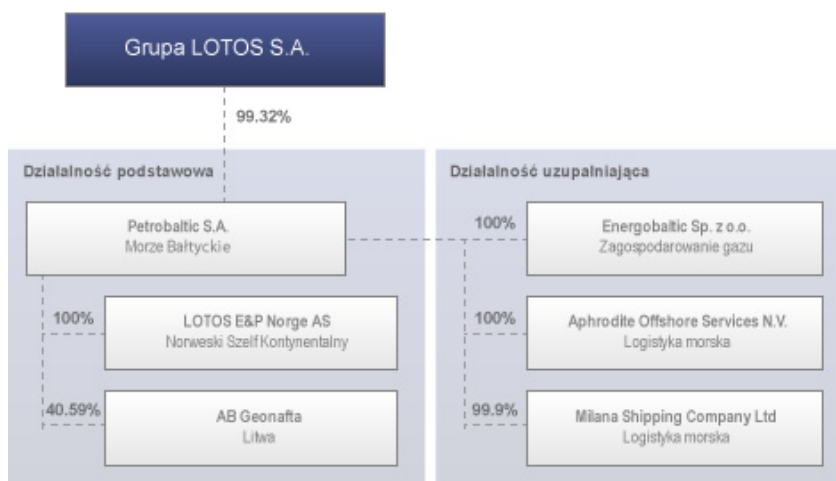 Grupa LOTOS S.A.
99.32%
Działalność podstawowa
Petrobaltic S.A.
Morze Bałtyckie
100%
LOTOS E&P Norge AS
Norweski Szelf Kontynentalny
40.59%
AB Geonafta
Litwa
Działalność uzupalniająca
100%
Energobaltic Sp. z o.o.
Zagospodarowanie gazu
100%
Aphrodite Offshore Services N.V.
Logistyka morska
99.9%
Milana Shipping Company Ltd
Logistyka morska